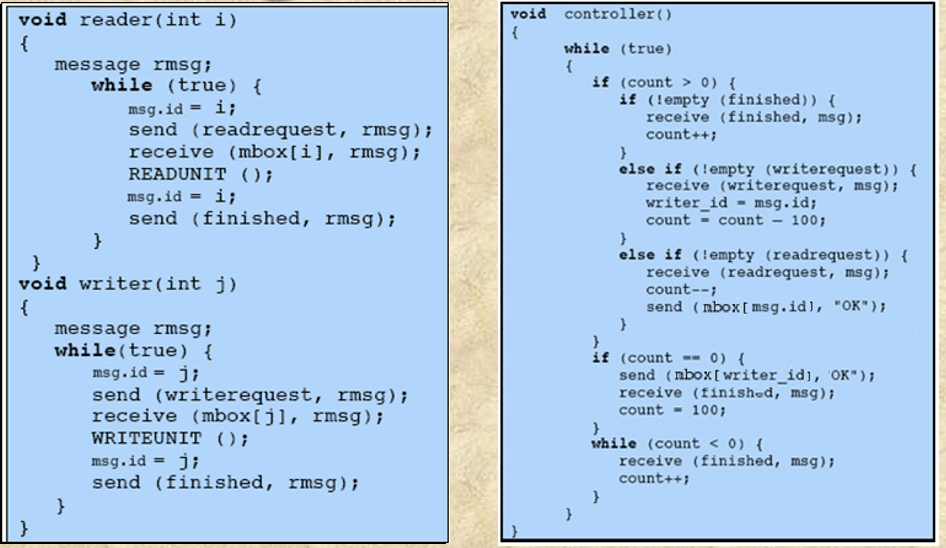 void reader(int i)
{
message rmsg;
while (true) {
msg.id = i;
send (readrequest, rmsg);
receive (mbox[i], rmsg);
READUNIT ();
msg.id = i;
send (finished, rmsg);
}
}
void writer(int j)
{
message rmsg;
while(true) {
msg.id = j;
send (writerequest, rmsg);
receive (mbox[j], rmsg);
WRITEUNIT ();
msg.id = j;
send (finished, rmsg);
}
}
void controller()
{
while (true)
{
if (count > 0) {
if (!empty (finished)) {
receive (finished, msg);
count++;
}
else if (!empty (writerequest)) {
receive (writerequest, msg);
writer_id = msg.id;
count = count – 100;
}
else if (!empty (readrequest)) {
receive (readrequest, msg);
count--;
send (mbox[msg.id], "OK");
}
}
if (count == 0) {
send (mbox[writer_id], 'OK");
receive (finished, msg);
count = 100;
}
while (count < 0) {
receive (finished, msg);
count++;
}
}
}